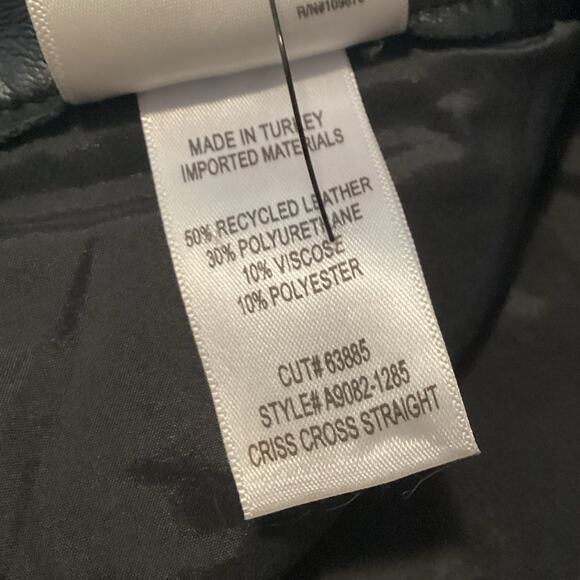 MADE IN TURKEY
IMPORTED MATERIALS
50% RECYCLED LEATHER
30% POLYURETHANE
10% VISCOSE
10% POLYESTER
CUT# 63885
STYLE# A9082-1285
CRISS CROSS STRAIGHT